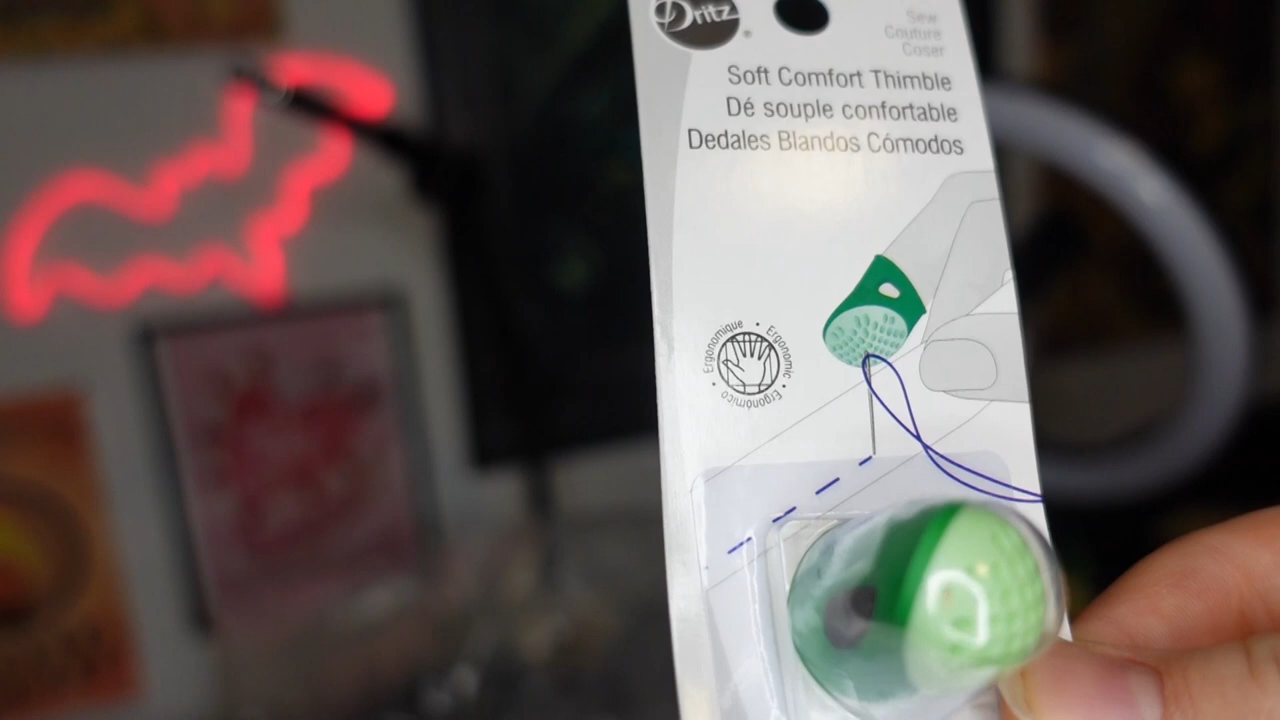 Dritz®
Sew
Couture
Coser
Soft Comfort Thimble
Dé souple confortable
Dedales Blandos Cómodos
Ergonomique • Ergonomic • Ergonómico •